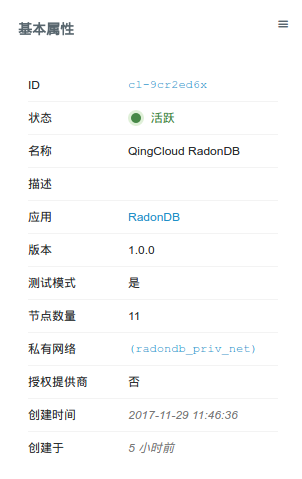 基本属性
ID cl-9cr2ed6x
状态 活跃
名称 QingCloud RadonDB
描述
应用 RadonDB
版本 1.0.0
测试模式 是
节点数量 11
私有网络 (radondb_priv_net)
授权提供商 否
创建时间 2017-11-29 11:46:36
创建于 5 小时前